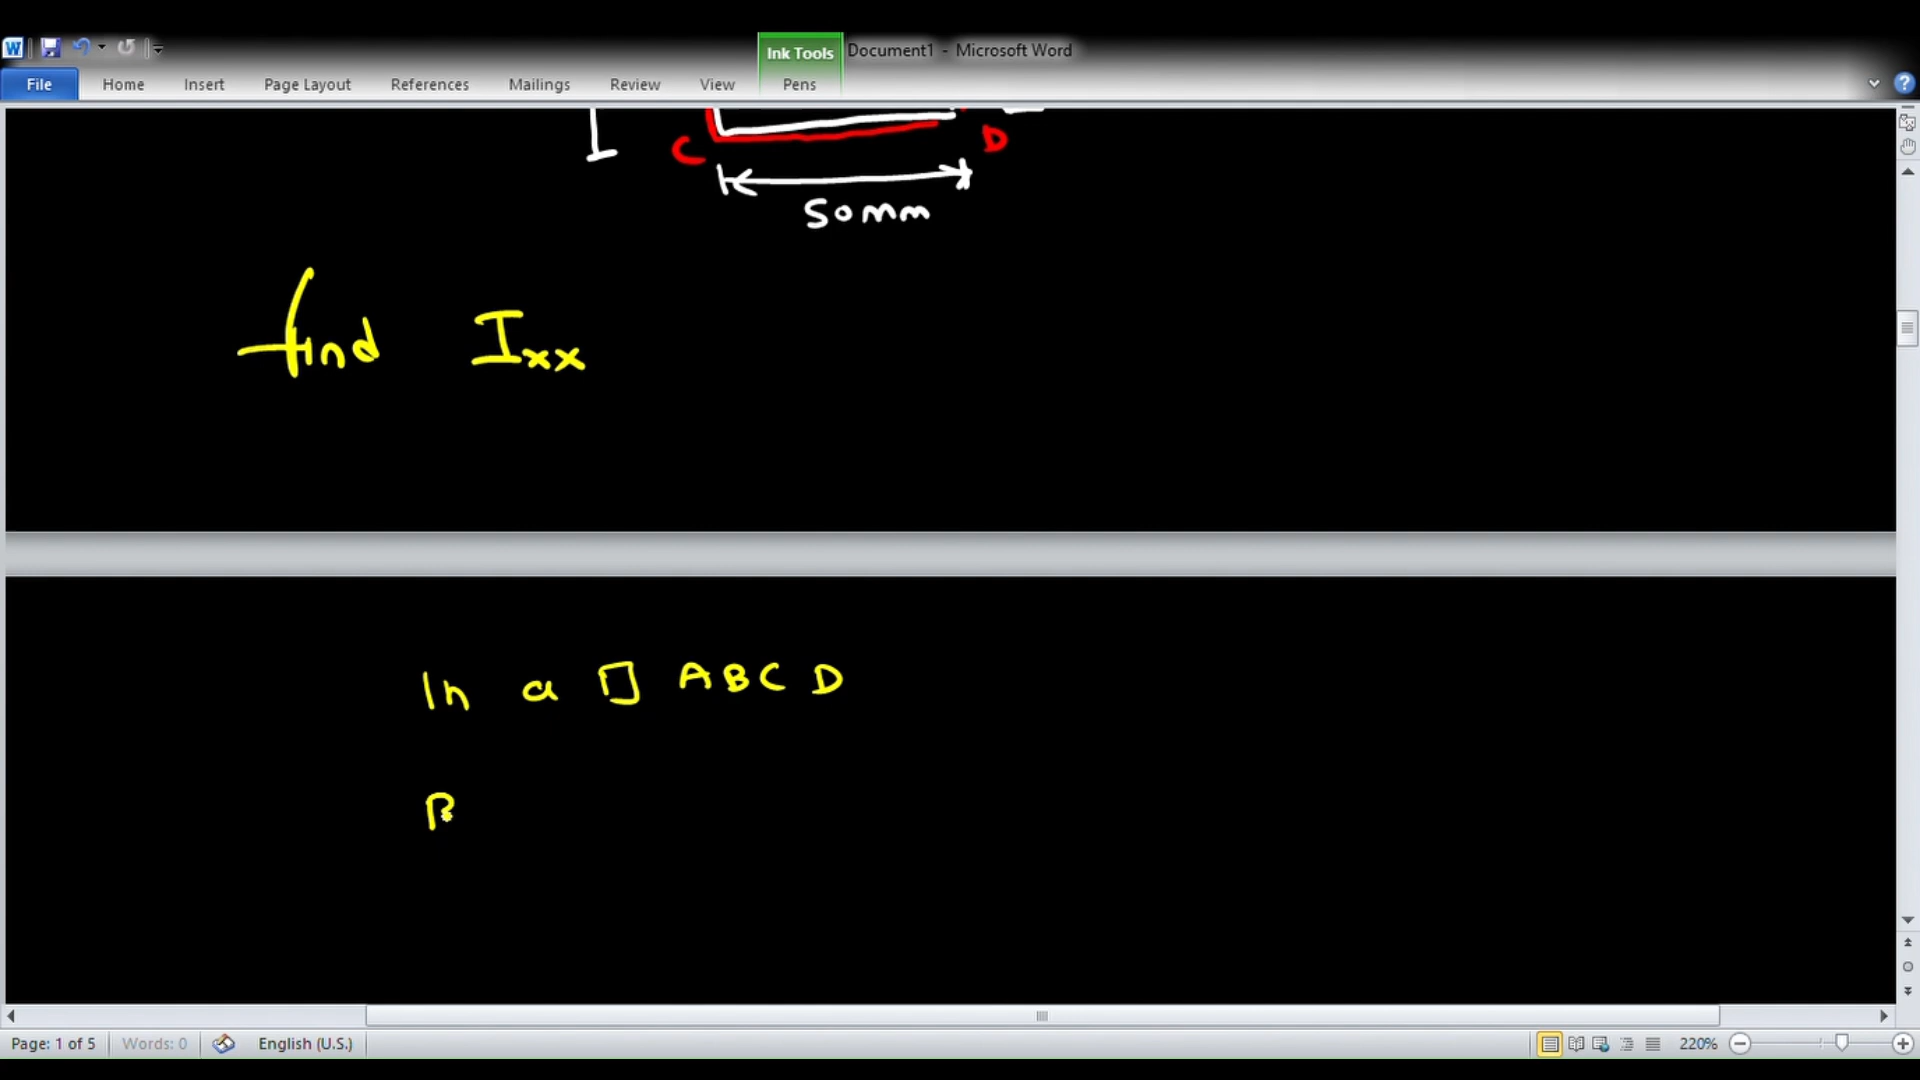 Ink Tools Document1 - Microsoft Word
File Home Insert Page Layout References Mailings Review View Pens
C D
50mm
find Ixx
In a ▯ ABCD
B
Page: 1 of 5 Words: 0 English (U.S.) 220%